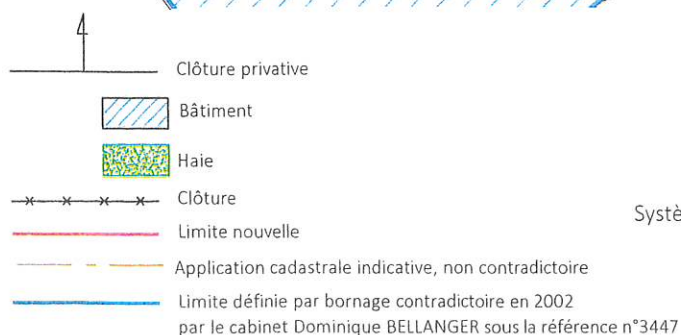 Clôture privative
Bâtiment
Haie
Clôture
Systè
Limite nouvelle
Application cadastrale indicative, non contradictoire
Limite définie par bornage contradictoire en 2002
par le cabinet Dominique BELLANGER sous la référence n°3447